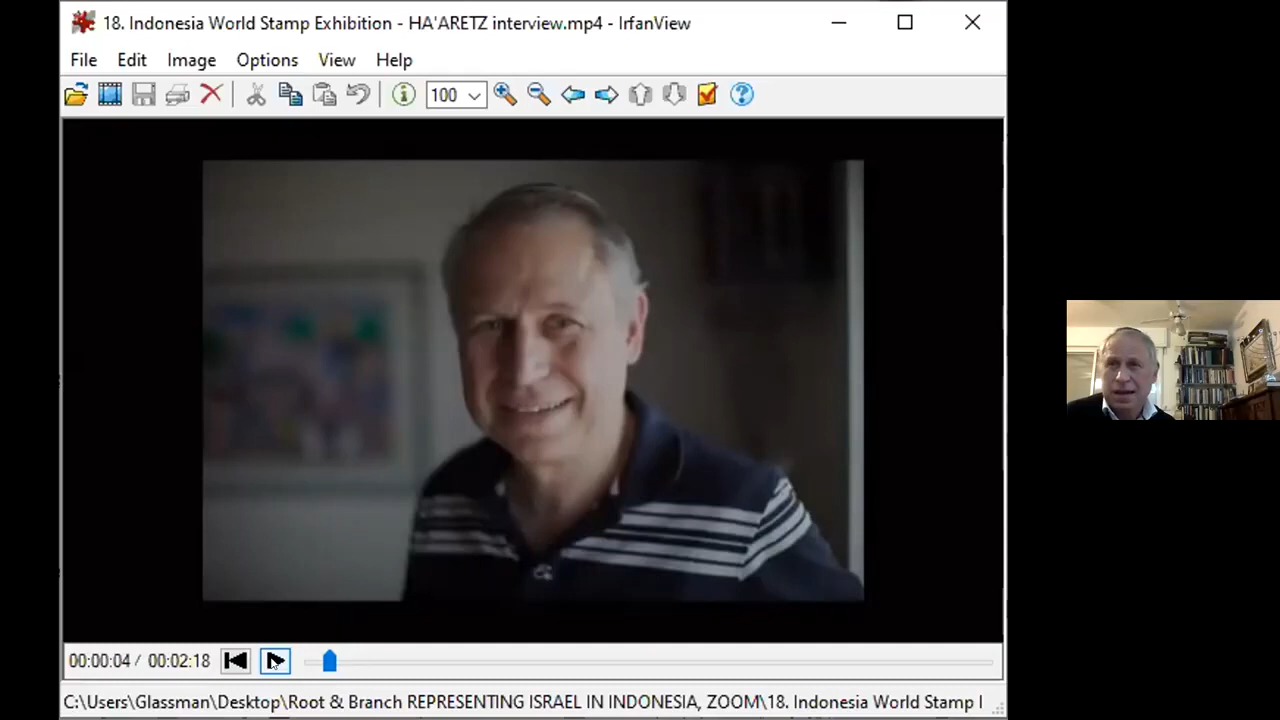 18. Indonesia World Stamp Exhibition - HA'ARETZ interview.mp4 - IrfanView
File Edit Image Options View Help
100
00:00:04 / 00:02:18
C:\Users\Glassman\Desktop\Root & Branch REPRESENTING ISRAEL IN INDONESIA, ZOOM\18. Indonesia World Stamp I